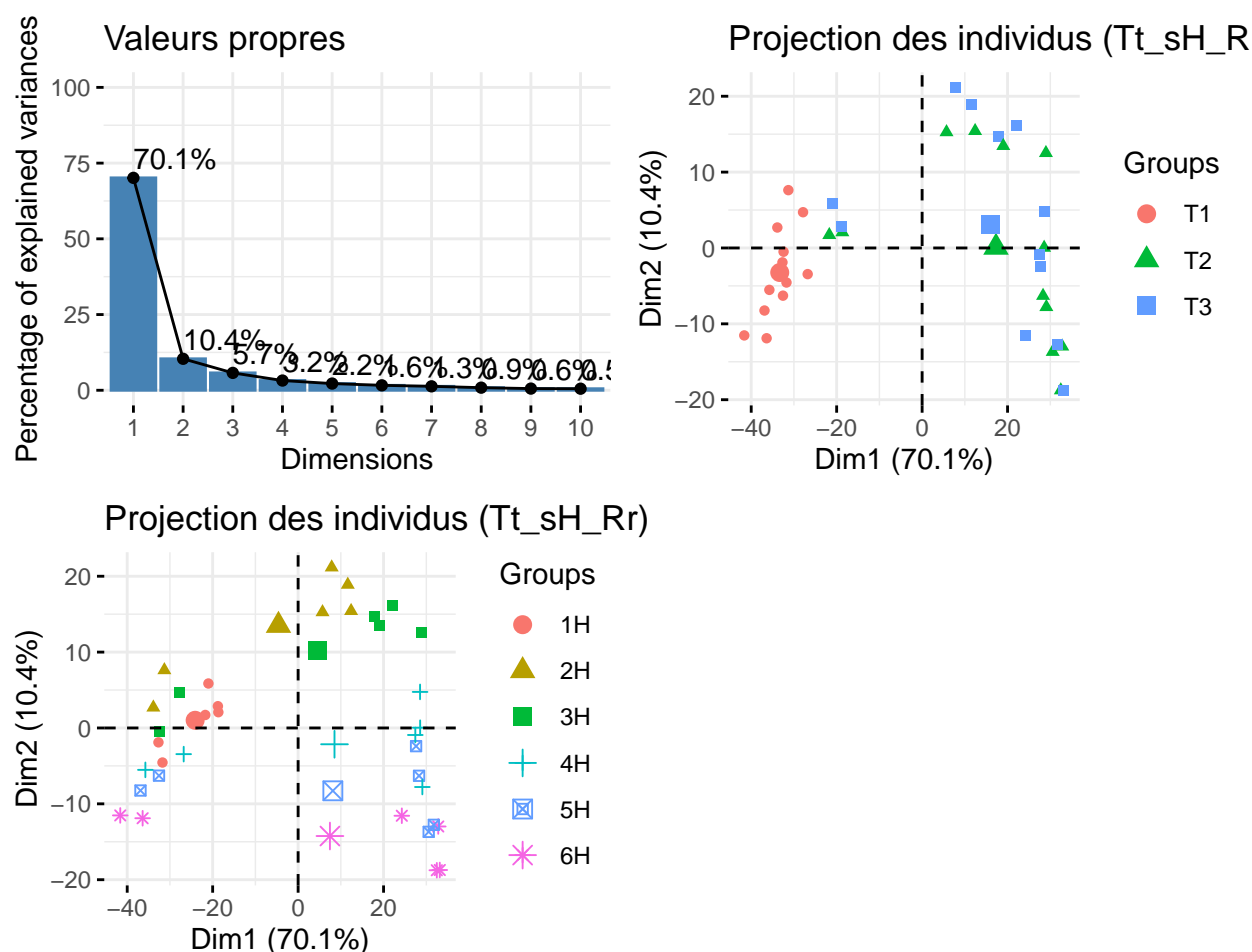 Valeurs propres
Percentage of explained variances
100
75
50
25
0
70.1%
10.4%
5.7%
3.2%
2.2%
1.6%
1.3%
0.9%
0.6%
0.5
1 2 3 4 5 6 7 8 9 10
Dimensions
Projection des individus (Tt_sH_R
Dim2 (10.4%)
20
10
0
−10
−20
−40 −20 0 20
Dim1 (70.1%)
Groups
T1
T2
T3
Projection des individus (Tt_sH_Rr)
Dim2 (10.4%)
20
10
0
−10
−20
−40 −20 0 20
Dim1 (70.1%)
Groups
1H
2H
3H
4H
5H
6H